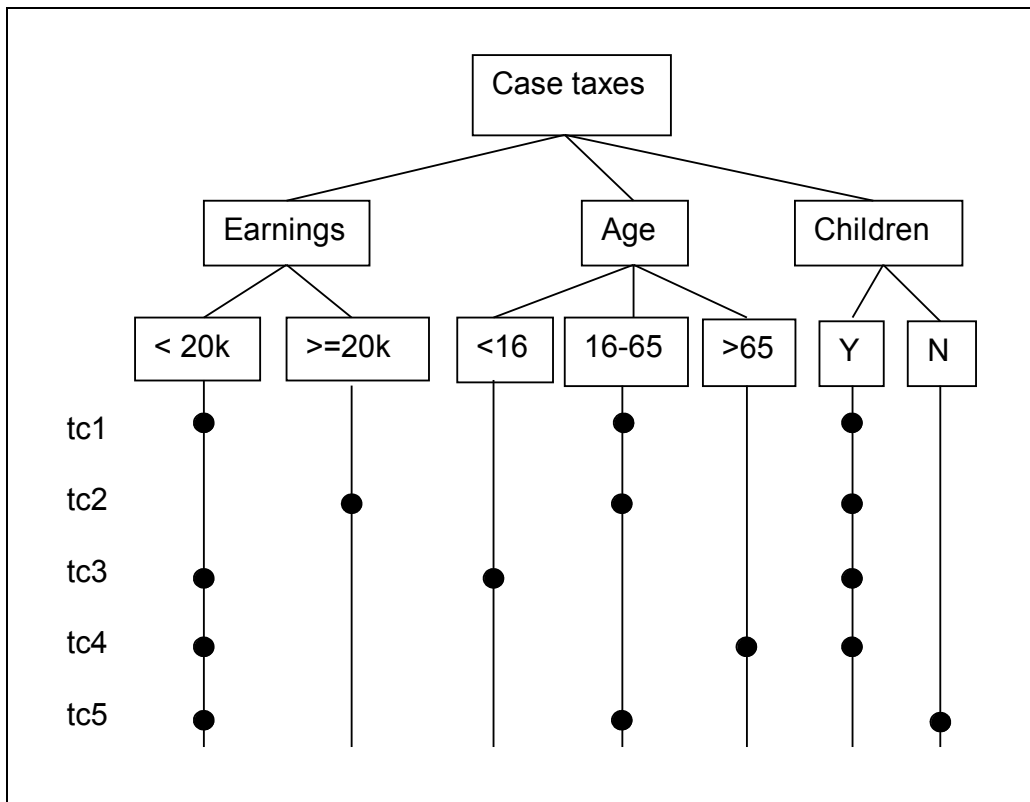 Case taxes
Earnings
Age
Children
< 20k
>=20k
<16
16-65
>65
Y
N
tc1
tc2
tc3
tc4
tc5